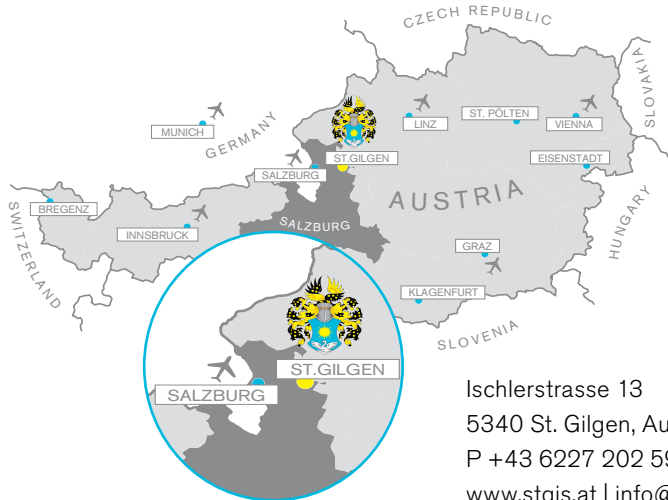 CZECH REPUBLIC
SLOVAKIA
MUNICH
GERMANY
LINZ
ST. PÖLTEN
VIENNA
SALZBURG
ST.GILGEN
EISENSTADT
AUSTRIA
BREGENZ
SWITZERLAND
INNSBRUCK
SALZBURG
HUNGARY
GRAZ
KLAGENFURT
SLOVENIA
SALZBURG
ST.GILGEN
Ischlerstrasse 13
5340 St. Gilgen, Au
P +43 6227 202 59
www.stgis.at | info@